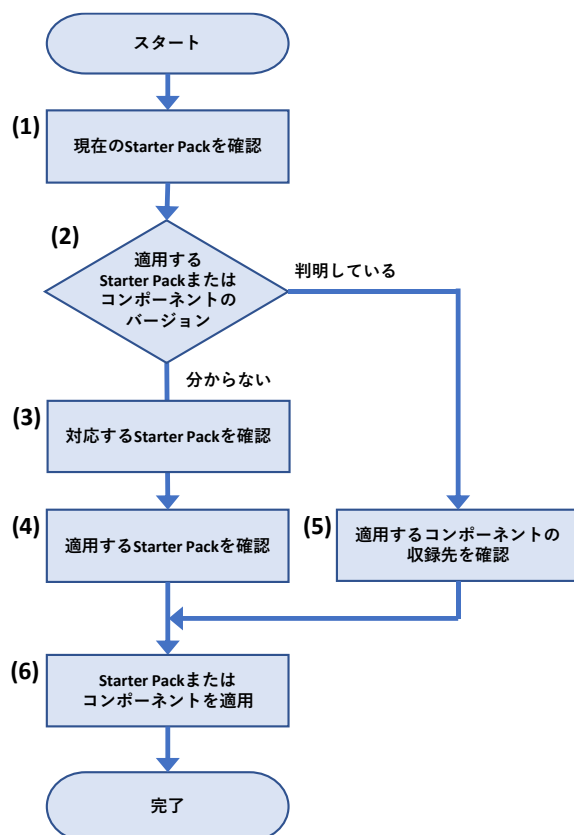 スタート
(1)
現在のStarter Packを確認
(2)
適用する
Starter Packまたは
コンポーネントの
バージョン
判明している
分からない
(3)
対応するStarter Packを確認
(4)
適用するStarter Packを確認
(5)
適用するコンポーネントの
収録先を確認
(6)
Starter Packまたは
コンポーネントを適用
完了